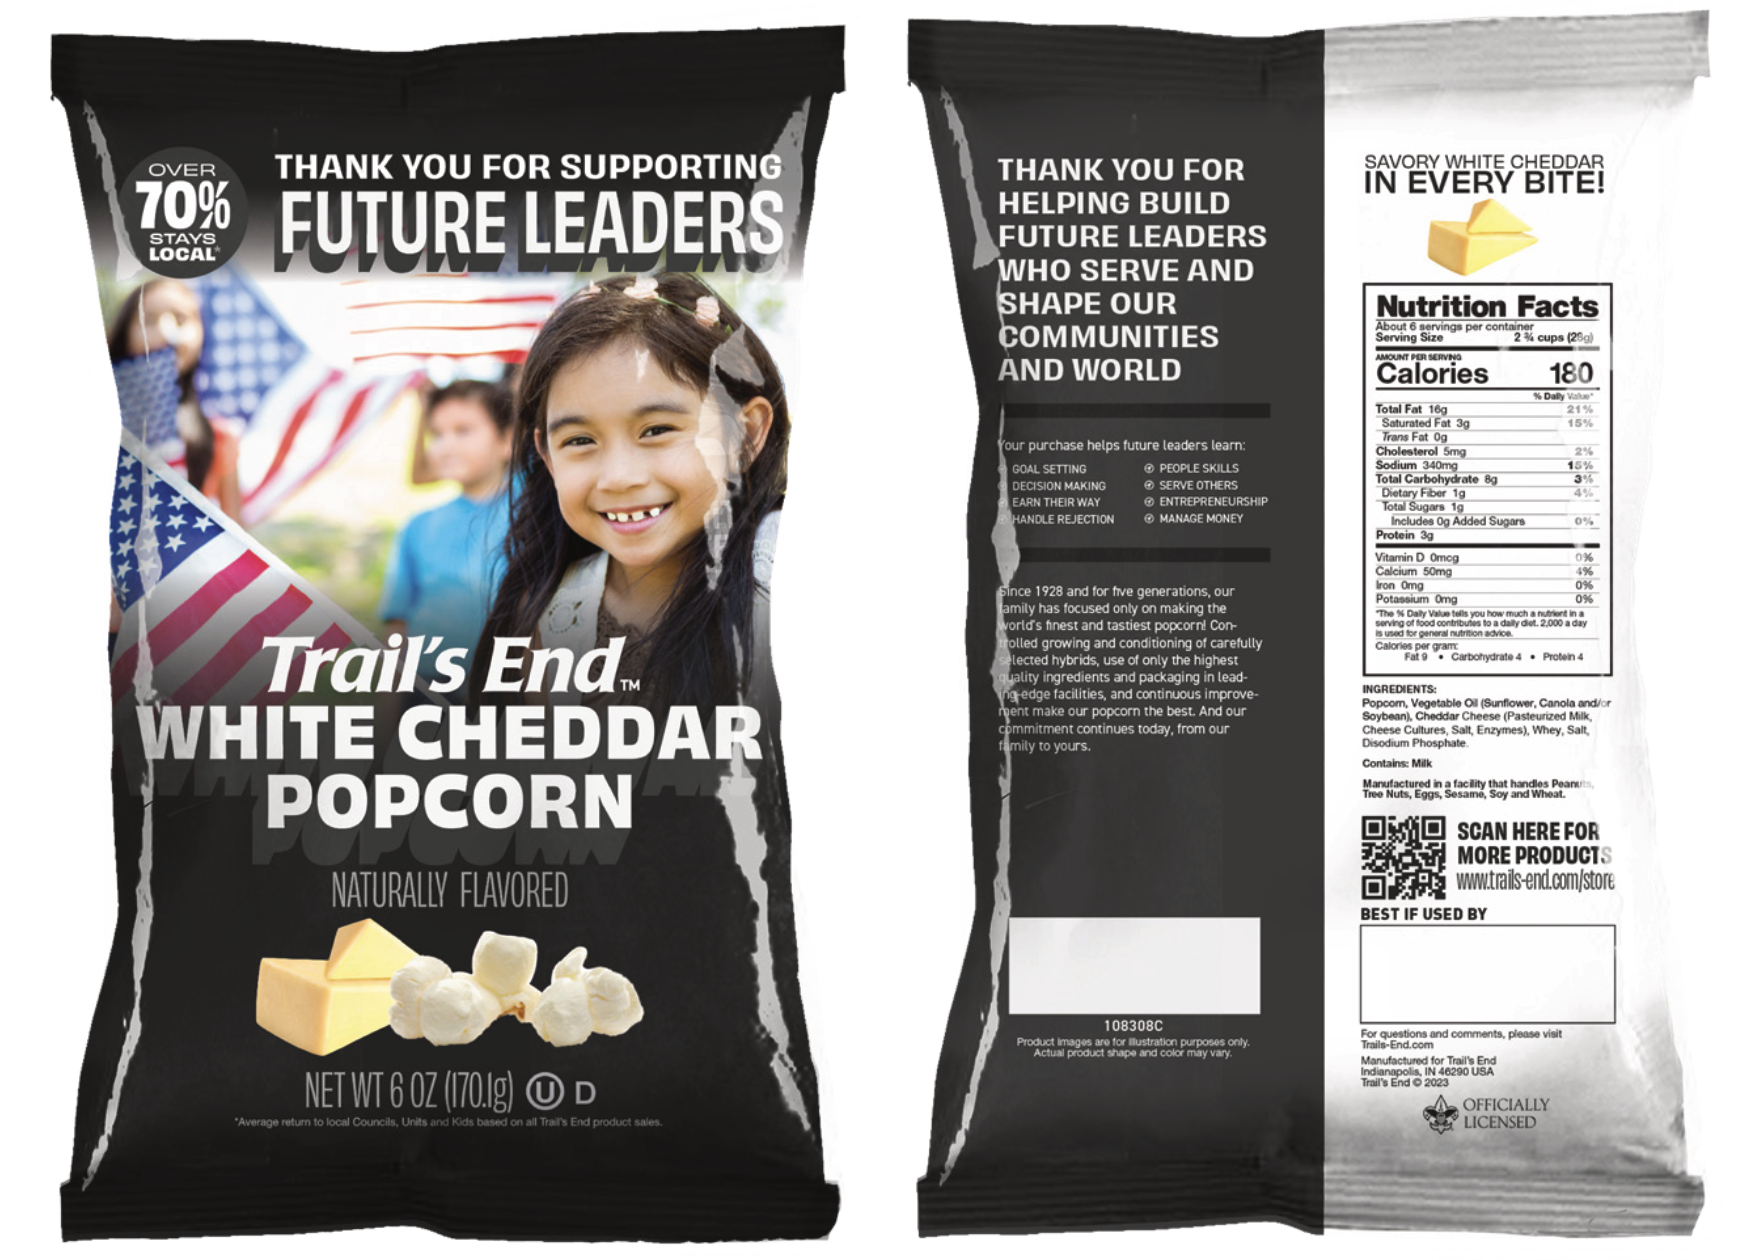 OVER
70%
STAYS
LOCAL*
THANK YOU FOR SUPPORTING
FUTURE LEADERS
Trail's End™
WHITE CHEDDAR
POPCORN
NATURALLY FLAVORED
NET WT 6 OZ (170.1g) U D
*Average return to local Councils, Units and Kids based on all Trail's End product sales.
THANK YOU FOR
HELPING BUILD
FUTURE LEADERS
WHO SERVE AND
SHAPE OUR
COMMUNITIES
AND WORLD
Your purchase helps future leaders learn:
GOAL SETTING
DECISION MAKING
EARN THEIR WAY
HANDLE REJECTION
PEOPLE SKILLS
SERVE OTHERS
ENTREPRENEURSHIP
MANAGE MONEY
Since 1928 and for five generations, our
family has focused only on making the
world's finest and tastiest popcorn! Con-
trolled growing and conditioning of carefully
selected hybrids, use of only the highest
quality ingredients and packaging in lead-
ing-edge facilities, and continuous improve-
ment make our popcorn the best. And our
commitment continues today, from our
family to yours.
108308C
Product images are for illustration purposes only.
Actual product shape and color may vary.
SAVORY WHITE CHEDDAR
IN EVERY BITE!
Nutrition Facts
About 6 servings per container
Serving Size 2 ¾ cups (28g)
AMOUNT PER SERVING
Calories 180
% Daily Value*
Total Fat 16g 21%
Saturated Fat 3g 15%
Trans Fat 0g
Cholesterol 5mg 2%
Sodium 340mg 15%
Total Carbohydrate 8g 3%
Dietary Fiber 1g 4%
Total Sugars 1g
Includes 0g Added Sugars 0%
Protein 3g
Vitamin D 0mcg 0%
Calcium 50mg 4%
Iron 0mg 0%
Potassium 0mg 0%
*The % Daily Value tells you how much a nutrient in a
serving of food contributes to a daily diet. 2,000 a day
is used for general nutrition advice.
Calories per gram:
Fat 9 • Carbohydrate 4 • Protein 4
INGREDIENTS:
Popcorn, Vegetable Oil (Sunflower, Canola and/or
Soybean), Cheddar Cheese (Pasteurized Milk,
Cheese Cultures, Salt, Enzymes), Whey, Salt,
Disodium Phosphate.
Contains: Milk
Manufactured in a facility that handles Peanuts,
Tree Nuts, Eggs, Sesame, Soy and Wheat.
SCAN HERE FOR
MORE PRODUCTS
www.trails-end.com/store
BEST IF USED BY
For questions and comments, please visit
Trails-End.com
Manufactured for Trail's End
Indianapolis, IN 46290 USA
Trail's End © 2023
OFFICIALLY
LICENSED